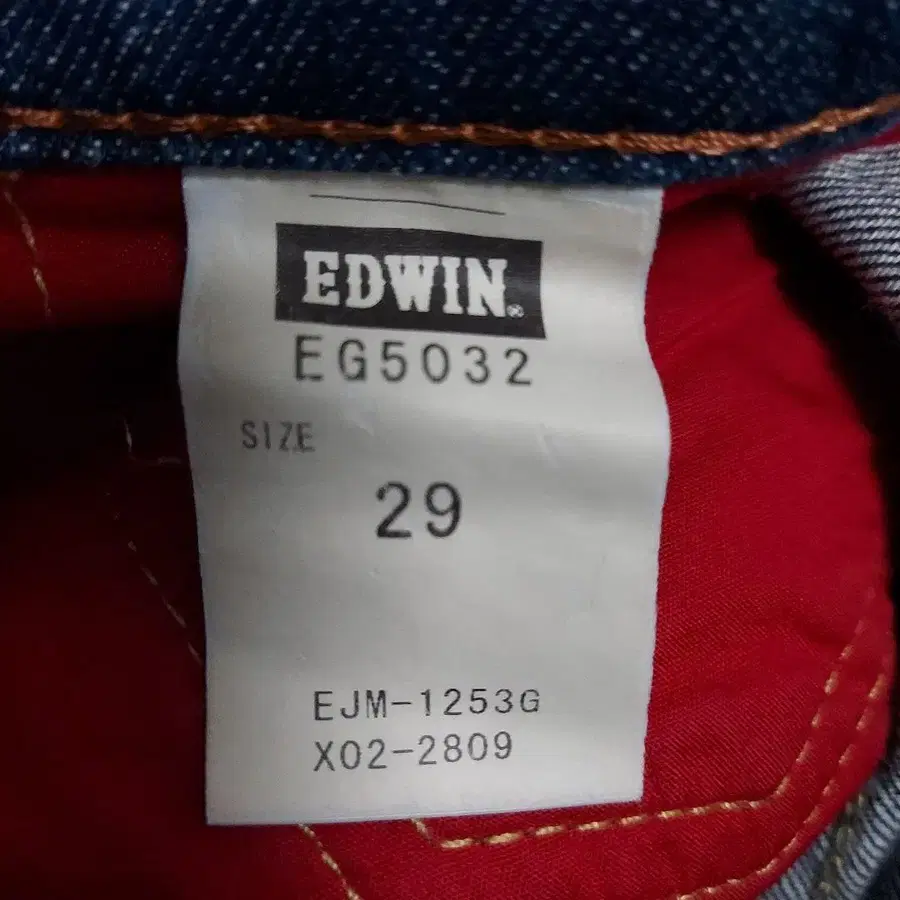 EDWIN®
EG5032
SIZE
29
EJM-1253G
X02-2809